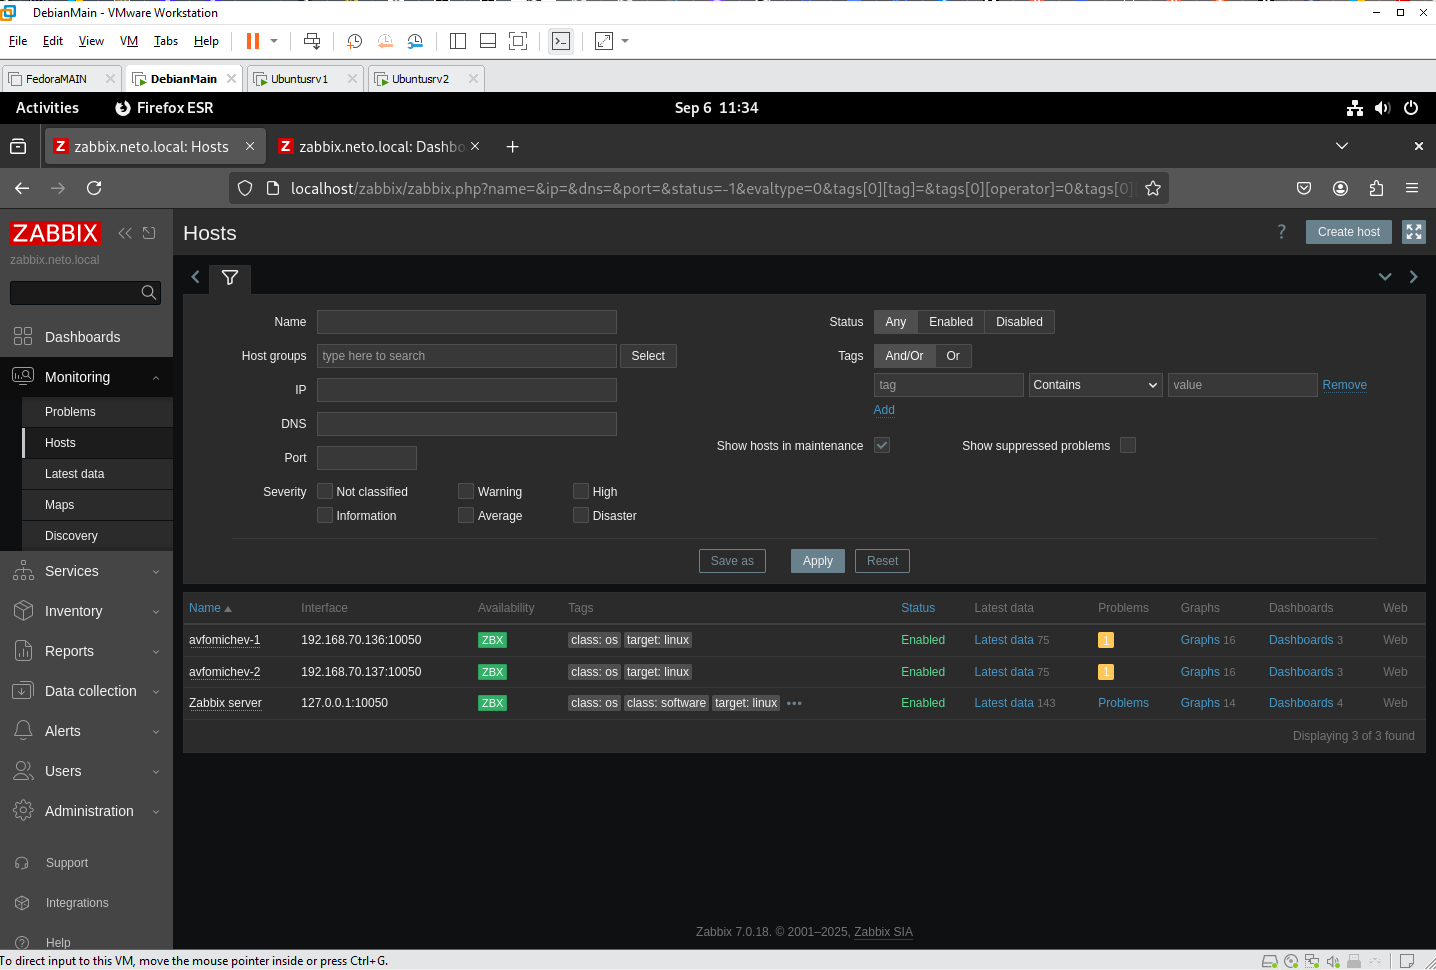 DebianMain - VMware Workstation
File Edit View VM Tabs Help
FedoraMAIN DebianMain Ubuntusrv1 Ubuntusrv2
Activities Firefox ESR Sep 6 11:34
zabbix.neto.local: Hosts zabbix.neto.local: Dashbo
localhost/zabbix/zabbix.php?name=&ip=&dns=&port=&status=-1&evaltype=0&tags[0][tag]=&tags[0][operator]=0&tags[0]
ZABBIX
zabbix.neto.local
Dashboards
Monitoring
Problems
Hosts
Latest data
Maps
Discovery
Services
Inventory
Reports
Data collection
Alerts
Users
Administration
Support
Integrations
Help
Hosts ? Create host
Name
Host groups type here to search Select
IP
DNS
Port
Severity Not classified Warning High
Information Average Disaster
Status Any Enabled Disabled
Tags And/Or Or
tag Contains value Remove
Add
Show hosts in maintenance Show suppressed problems
Save as Apply Reset
Name Interface Availability Tags Status Latest data Problems Graphs Dashboards Web
avfomichev-1 192.168.70.136:10050 ZBX class: os target: linux Enabled Latest data 75 1 Graphs 16 Dashboards 3 Web
avfomichev-2 192.168.70.137:10050 ZBX class: os target: linux Enabled Latest data 75 1 Graphs 16 Dashboards 3 Web
Zabbix server 127.0.0.1:10050 ZBX class: os class: software target: linux ••• Enabled Latest data 143 Problems Graphs 14 Dashboards 4 Web
Displaying 3 of 3 found
Zabbix 7.0.18. © 2001–2025, Zabbix SIA
To direct input to this VM, move the mouse pointer inside or press Ctrl+G.